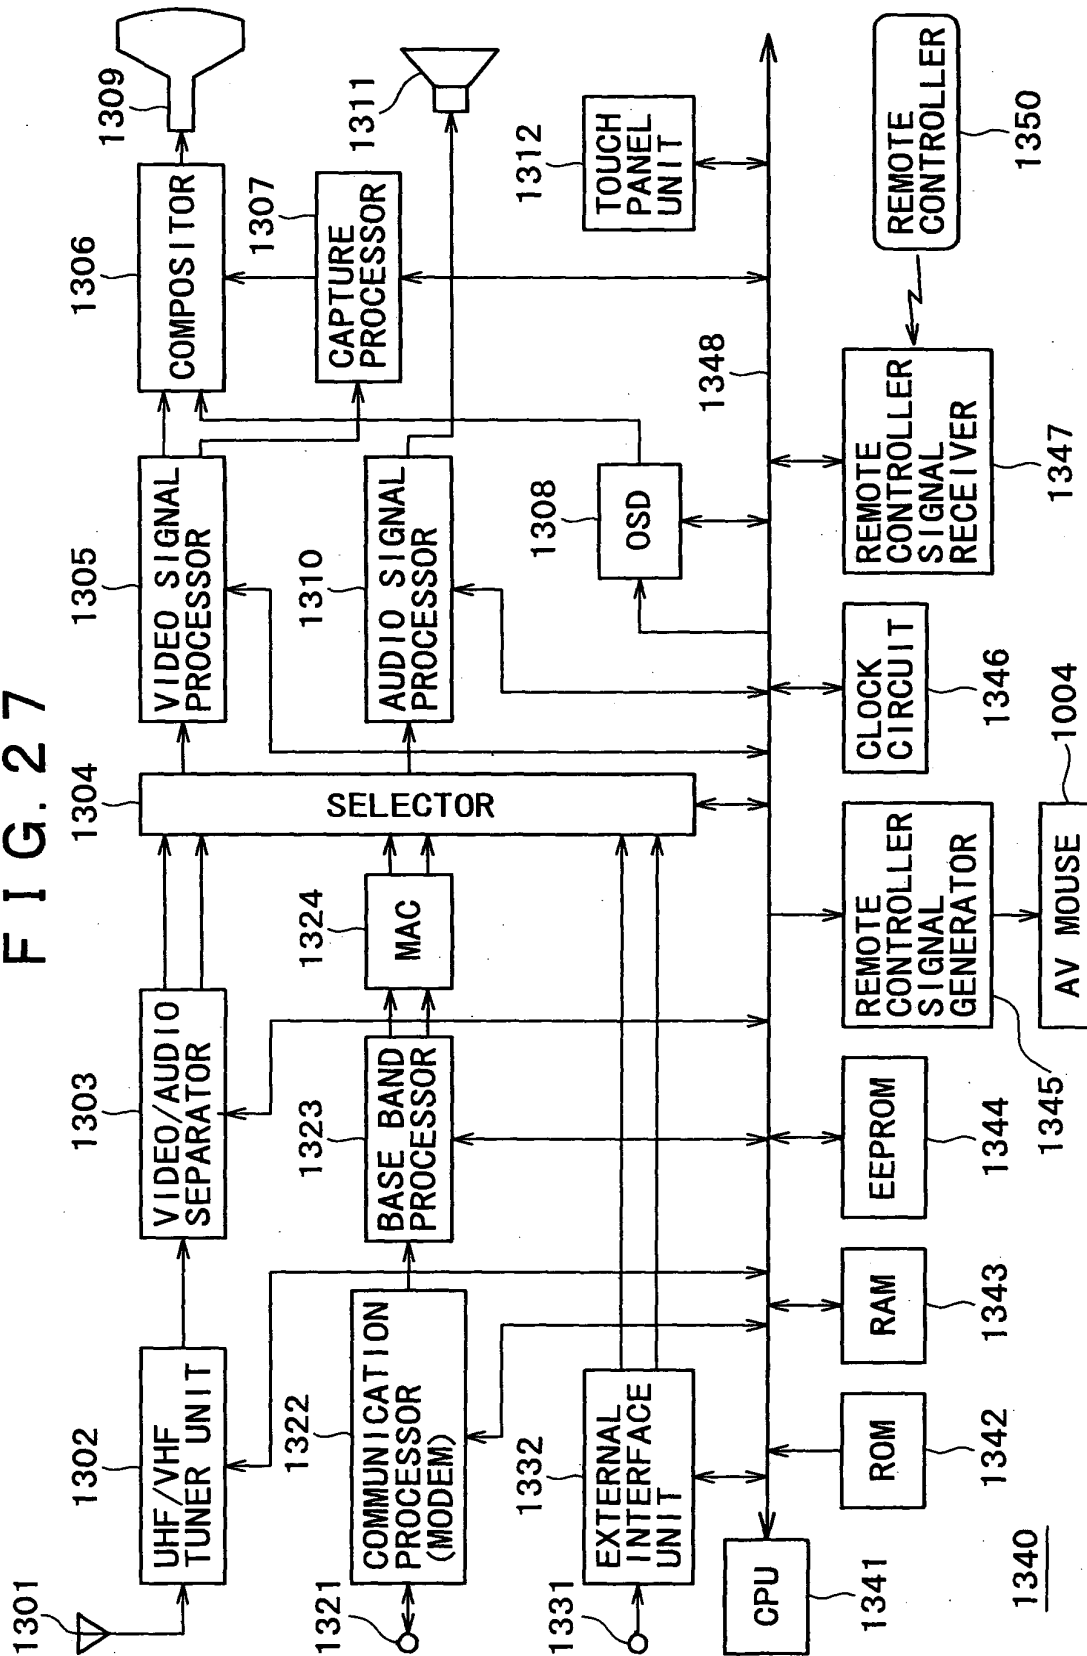 FIG. 27
1301
1302
UHF/VHF
TUNER UNIT
1303
VIDEO/AUDIO
SEPARATOR
1304
SELECTOR
1305
VIDEO SIGNAL
PROCESSOR
1306
COMPOSITOR
1309
1321
1322
COMMUNICATION
PROCESSOR
(MODEM)
1323
BASE BAND
PROCESSOR
1324
MAC
1310
AUDIO SIGNAL
PROCESSOR
1307
CAPTURE
PROCESSOR
1311
1331
1332
EXTERNAL
INTERFACE
UNIT
1308
OSD
1312
TOUCH
PANEL
UNIT
1348
CPU
1341
ROM
1342
RAM
1343
EEPROM
1344
REMOTE
CONTROLLER
SIGNAL
GENERATOR
1345
AV MOUSE
1004
CLOCK
CIRCUIT
1346
REMOTE
CONTROLLER
SIGNAL
RECEIVER
1347
REMOTE
CONTROLLER
1350
1340